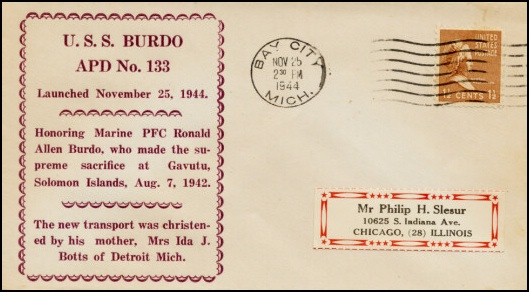 U. S. S. BURDO
APD No. 133
Launched November 25, 1944.
Honoring Marine PFC Ronald
Allen Burdo, who made the su-
preme sacrifice at Gavutu,
Solomon Islands, Aug. 7, 1942.
The new transport was christen-
ed by his mother, Mrs Ida J.
Botts of Detroit Mich.
BAY CITY
NOV 25
2 30 PM
1944
MICH.
UNITED
STATES
POSTAGE
1½ CENTS 1½
Mr Philip H. Slesur
10625 S. Indiana Ave.
CHICAGO, (28) ILLINOIS